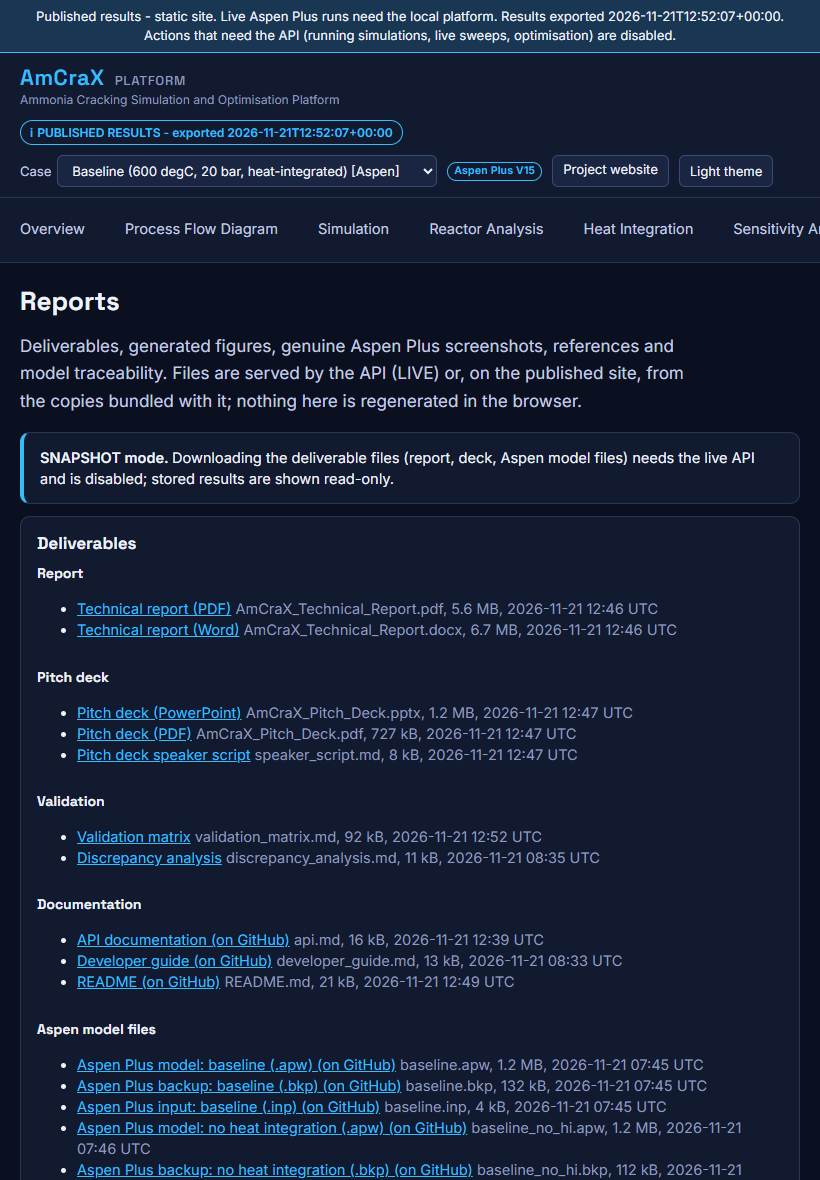 Published results - static site. Live Aspen Plus runs need the local platform. Results exported 2026-11-21T12:52:07+00:00.
Actions that need the API (running simulations, live sweeps, optimisation) are disabled.
AmCraX PLATFORM
Ammonia Cracking Simulation and Optimisation Platform
i PUBLISHED RESULTS - exported 2026-11-21T12:52:07+00:00
Case Baseline (600 degC, 20 bar, heat-integrated) [Aspen] Aspen Plus V15 Project website Light theme
Overview Process Flow Diagram Simulation Reactor Analysis Heat Integration Sensitivity A
Reports
Deliverables, generated figures, genuine Aspen Plus screenshots, references and
model traceability. Files are served by the API (LIVE) or, on the published site, from
the copies bundled with it; nothing here is regenerated in the browser.
SNAPSHOT mode. Downloading the deliverable files (report, deck, Aspen model files) needs the live API
and is disabled; stored results are shown read-only.
Deliverables
Report
Technical report (PDF) AmCraX_Technical_Report.pdf, 5.6 MB, 2026-11-21 12:46 UTC
Technical report (Word) AmCraX_Technical_Report.docx, 6.7 MB, 2026-11-21 12:46 UTC
Pitch deck
Pitch deck (PowerPoint) AmCraX_Pitch_Deck.pptx, 1.2 MB, 2026-11-21 12:47 UTC
Pitch deck (PDF) AmCraX_Pitch_Deck.pdf, 727 kB, 2026-11-21 12:47 UTC
Pitch deck speaker script speaker_script.md, 8 kB, 2026-11-21 12:47 UTC
Validation
Validation matrix validation_matrix.md, 92 kB, 2026-11-21 12:52 UTC
Discrepancy analysis discrepancy_analysis.md, 11 kB, 2026-11-21 08:35 UTC
Documentation
API documentation (on GitHub) api.md, 16 kB, 2026-11-21 12:39 UTC
Developer guide (on GitHub) developer_guide.md, 13 kB, 2026-11-21 08:33 UTC
README (on GitHub) README.md, 21 kB, 2026-11-21 12:49 UTC
Aspen model files
Aspen Plus model: baseline (.apw) (on GitHub) baseline.apw, 1.2 MB, 2026-11-21 07:45 UTC
Aspen Plus backup: baseline (.bkp) (on GitHub) baseline.bkp, 132 kB, 2026-11-21 07:45 UTC
Aspen Plus input: baseline (.inp) (on GitHub) baseline.inp, 4 kB, 2026-11-21 07:45 UTC
Aspen Plus model: no heat integration (.apw) (on GitHub) baseline_no_hi.apw, 1.2 MB, 2026-11-21
07:46 UTC
Aspen Plus backup: no heat integration (.bkp) (on GitHub) baseline_no_hi.bkp, 112 kB, 2026-11-21